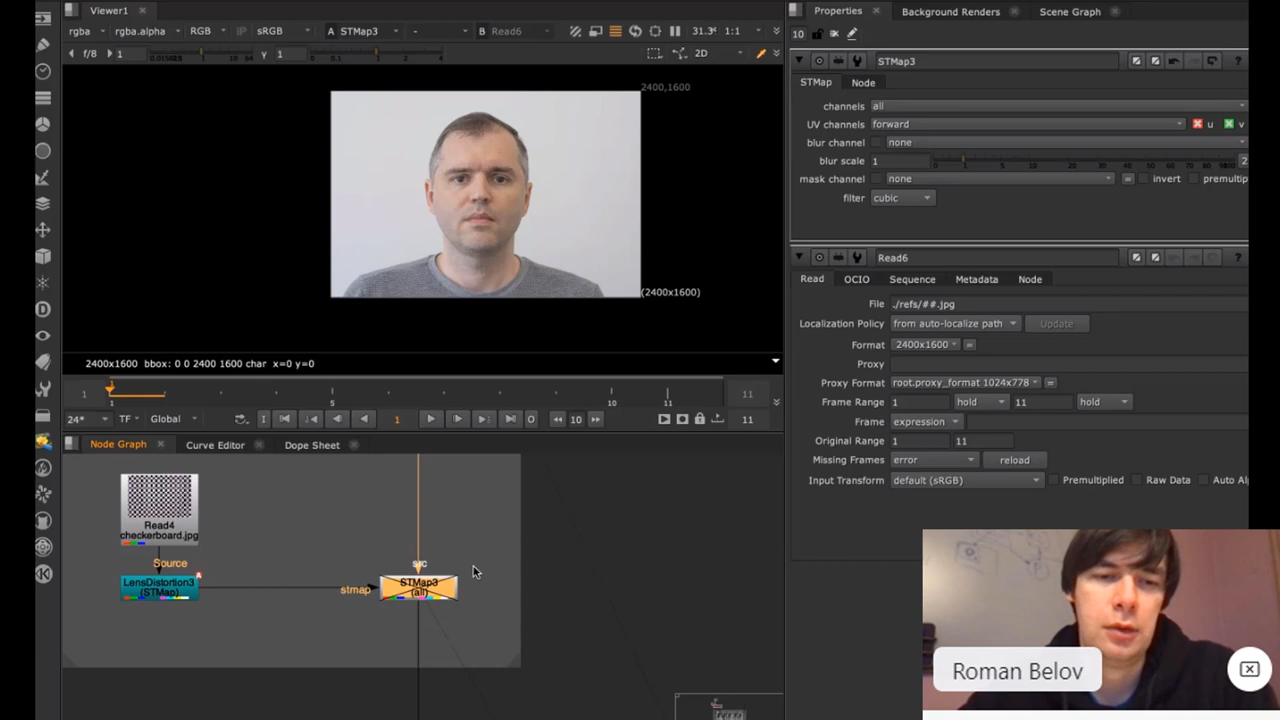 Viewer1
rgba rgba.alpha RGB IP sRGB A STMap3 - B Read6 31.3% 1:1
f/8 1 γ 1 2D
2400,1600
(2400x1600)
2400x1600 bbox: 0 0 2400 1600 char x=0 y=0
1 1 5 10 11 11
24* TF Global 1 10 11
Node Graph Curve Editor Dope Sheet
Read4
checkerboard.jpg
Source
LensDistortion3
(STMap)
A
stmap
src
STMap3
(all)
Properties Background Renders Scene Graph
10
STMap3 ?
STMap Node
channels all
UV channels forward u v
blur channel none
blur scale 1 2
mask channel none = invert premultip
filter cubic
Read6 ?
Read OCIO Sequence Metadata Node
File ./refs/##.jpg
Localization Policy from auto-localize path Update
Format 2400x1600 =
Proxy
Proxy Format root.proxy_format 1024x778 =
Frame Range 1 hold 11 hold
Frame expression
Original Range 1 11
Missing Frames error reload
Input Transform default (sRGB) Premultiplied Raw Data Auto Al
Roman Belov